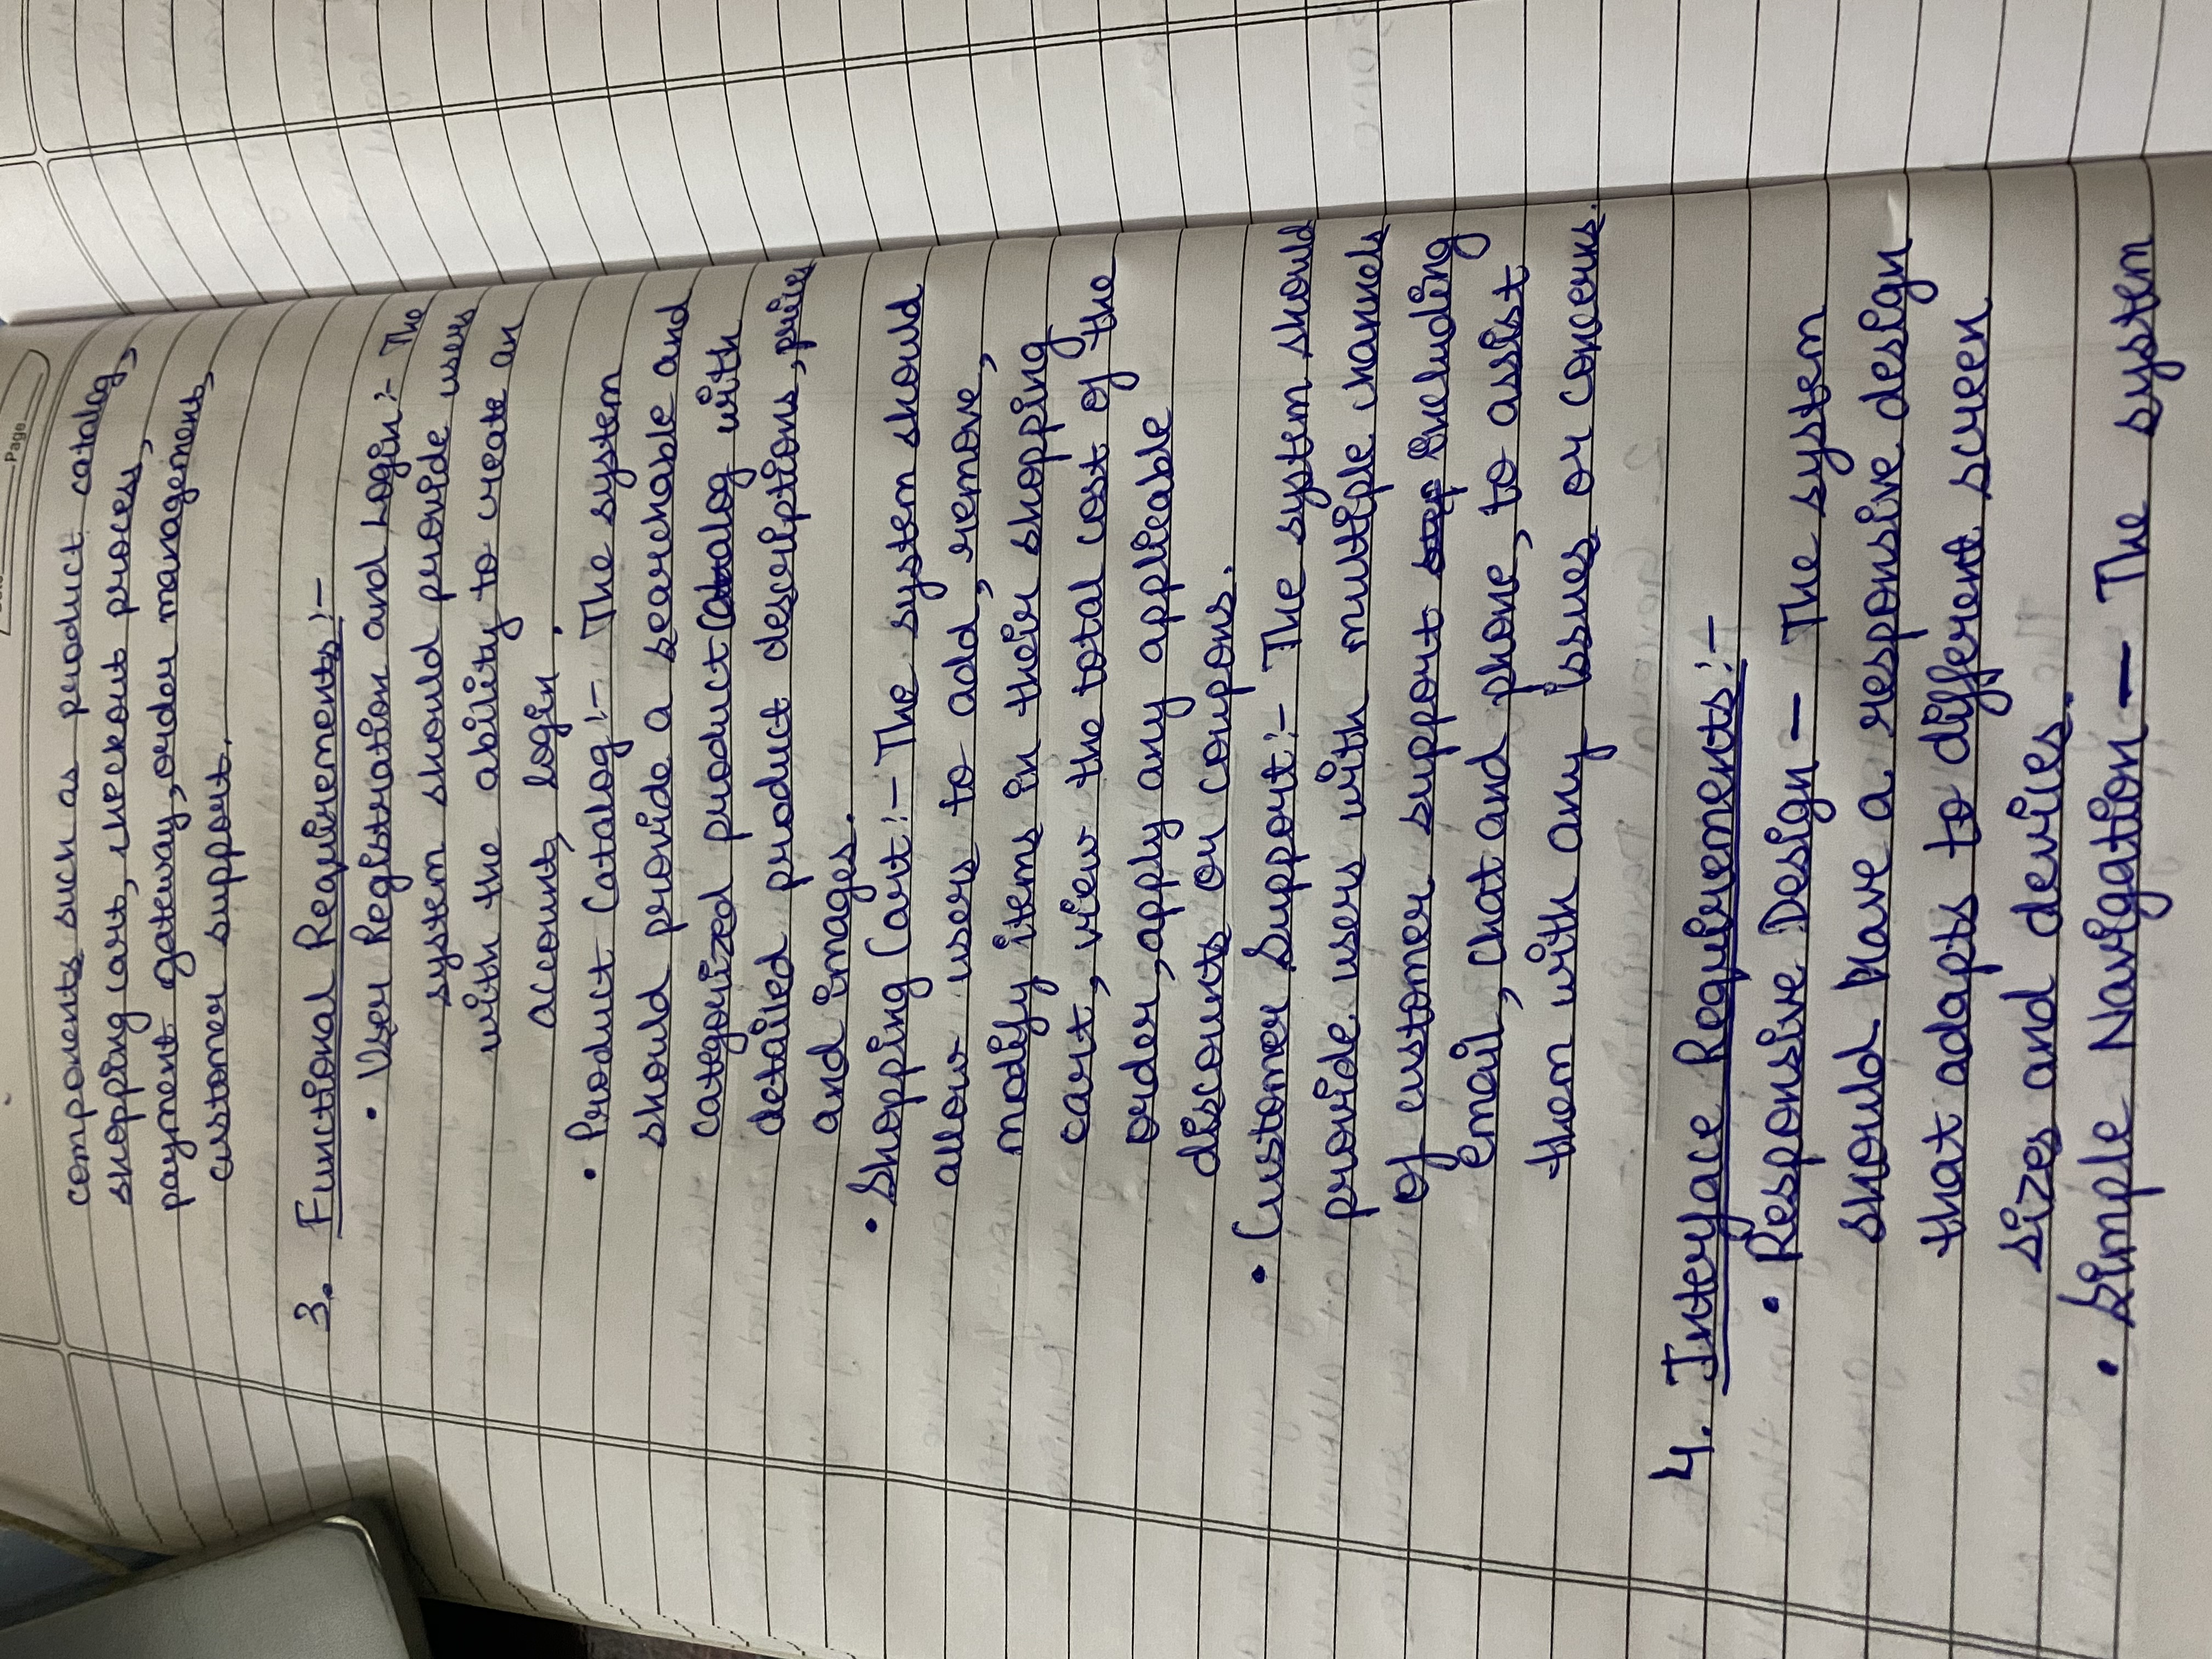 Page
components such as product catalog,
shopping cart, checkout process,
payment gateway, order management,
customer support.
3. Functional Requirements :-
• User Registration and Login :- The
system should provide users
with the ability to create an
account, login .
• Product Catalog :- The system
should provide a searchable and
categorized product Catalog with
detailed product descriptions, prices
and images.
• Shopping Cart :- The system should
allow users to add, remove,
modify items in their shopping
cart, view the total cost of the
order, apply any applicable
discounts or coupons.
• Customer Support :- The system should
provide users with multiple channels
of customer support including
email, chat and phone, to assist
them with any issues or concerns.
4. Interface Requirements :-
• Responsive Design — The system
should have a responsive design
that adapts to different screen
sizes and devices.
• Simple Navigation — The system